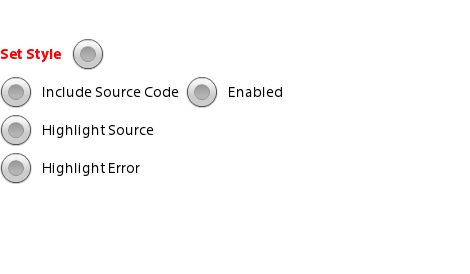 Set Style
Include Source Code Enabled
Highlight Source
Highlight Error